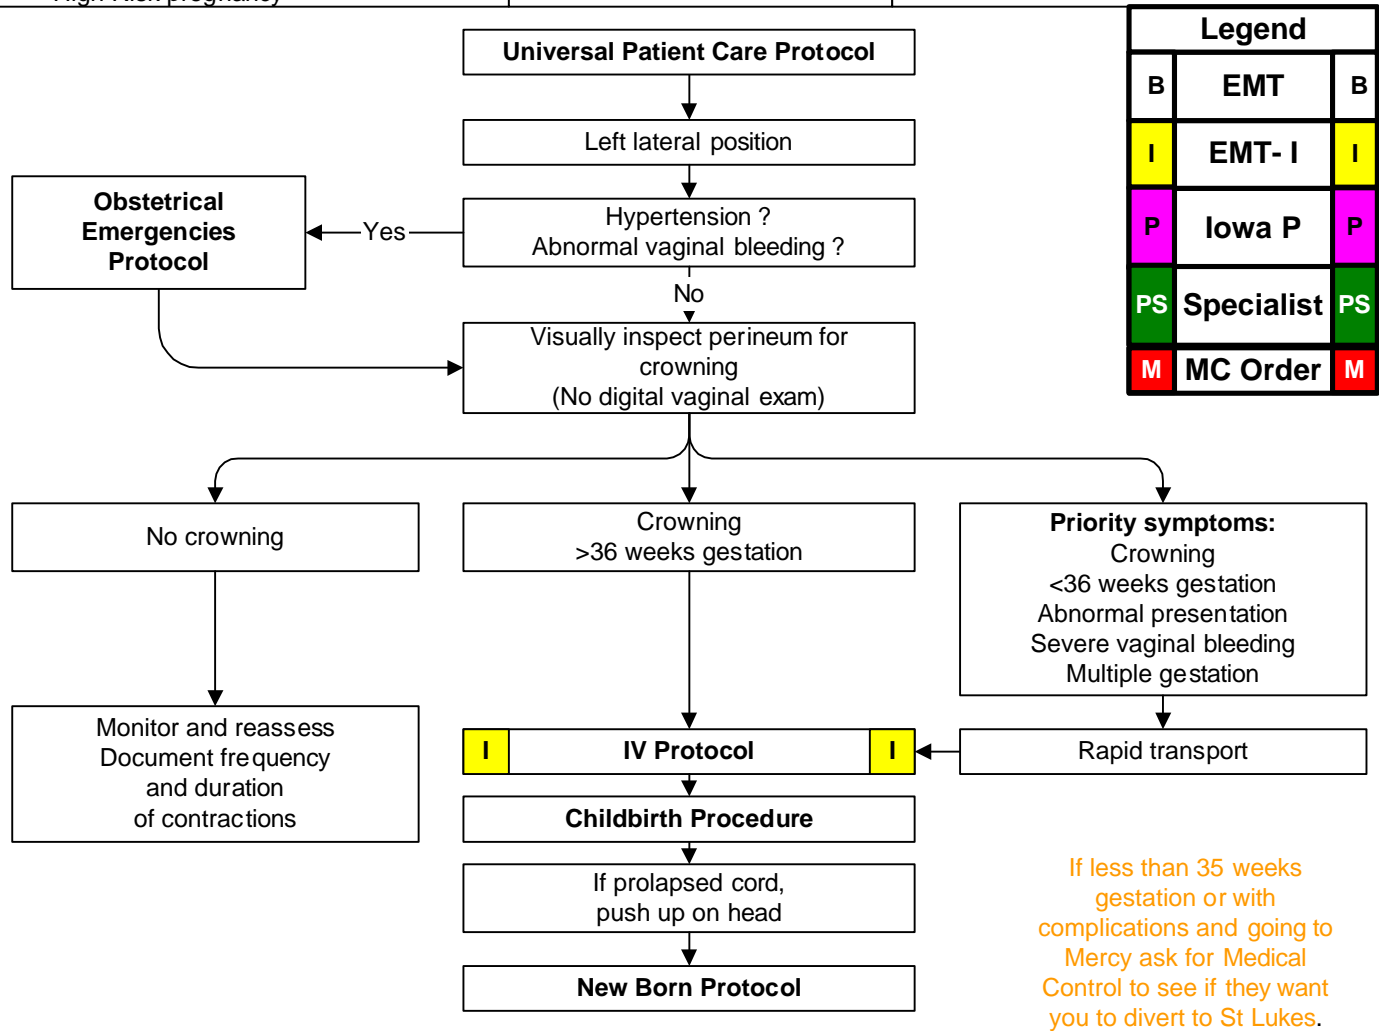 High Risk pregnancy
Universal Patient Care Protocol
Left lateral position
Hypertension ?
Abnormal vaginal bleeding ?
Yes
Obstetrical
Emergencies
Protocol
No
Visually inspect perineum for
crowning
(No digital vaginal exam)
No crowning
Crowning
>36 weeks gestation
Priority symptoms:
Crowning
<36 weeks gestation
Abnormal presentation
Severe vaginal bleeding
Multiple gestation
Monitor and reassess
Document frequency
and duration
of contractions
I IV Protocol I
Rapid transport
Childbirth Procedure
If prolapsed cord,
push up on head
New Born Protocol
If less than 35 weeks
gestation or with
complications and going to
Mercy ask for Medical
Control to see if they want
you to divert to St Lukes.
Legend
B EMT B
I EMT- I I
P Iowa P P
PS Specialist PS
M MC Order M